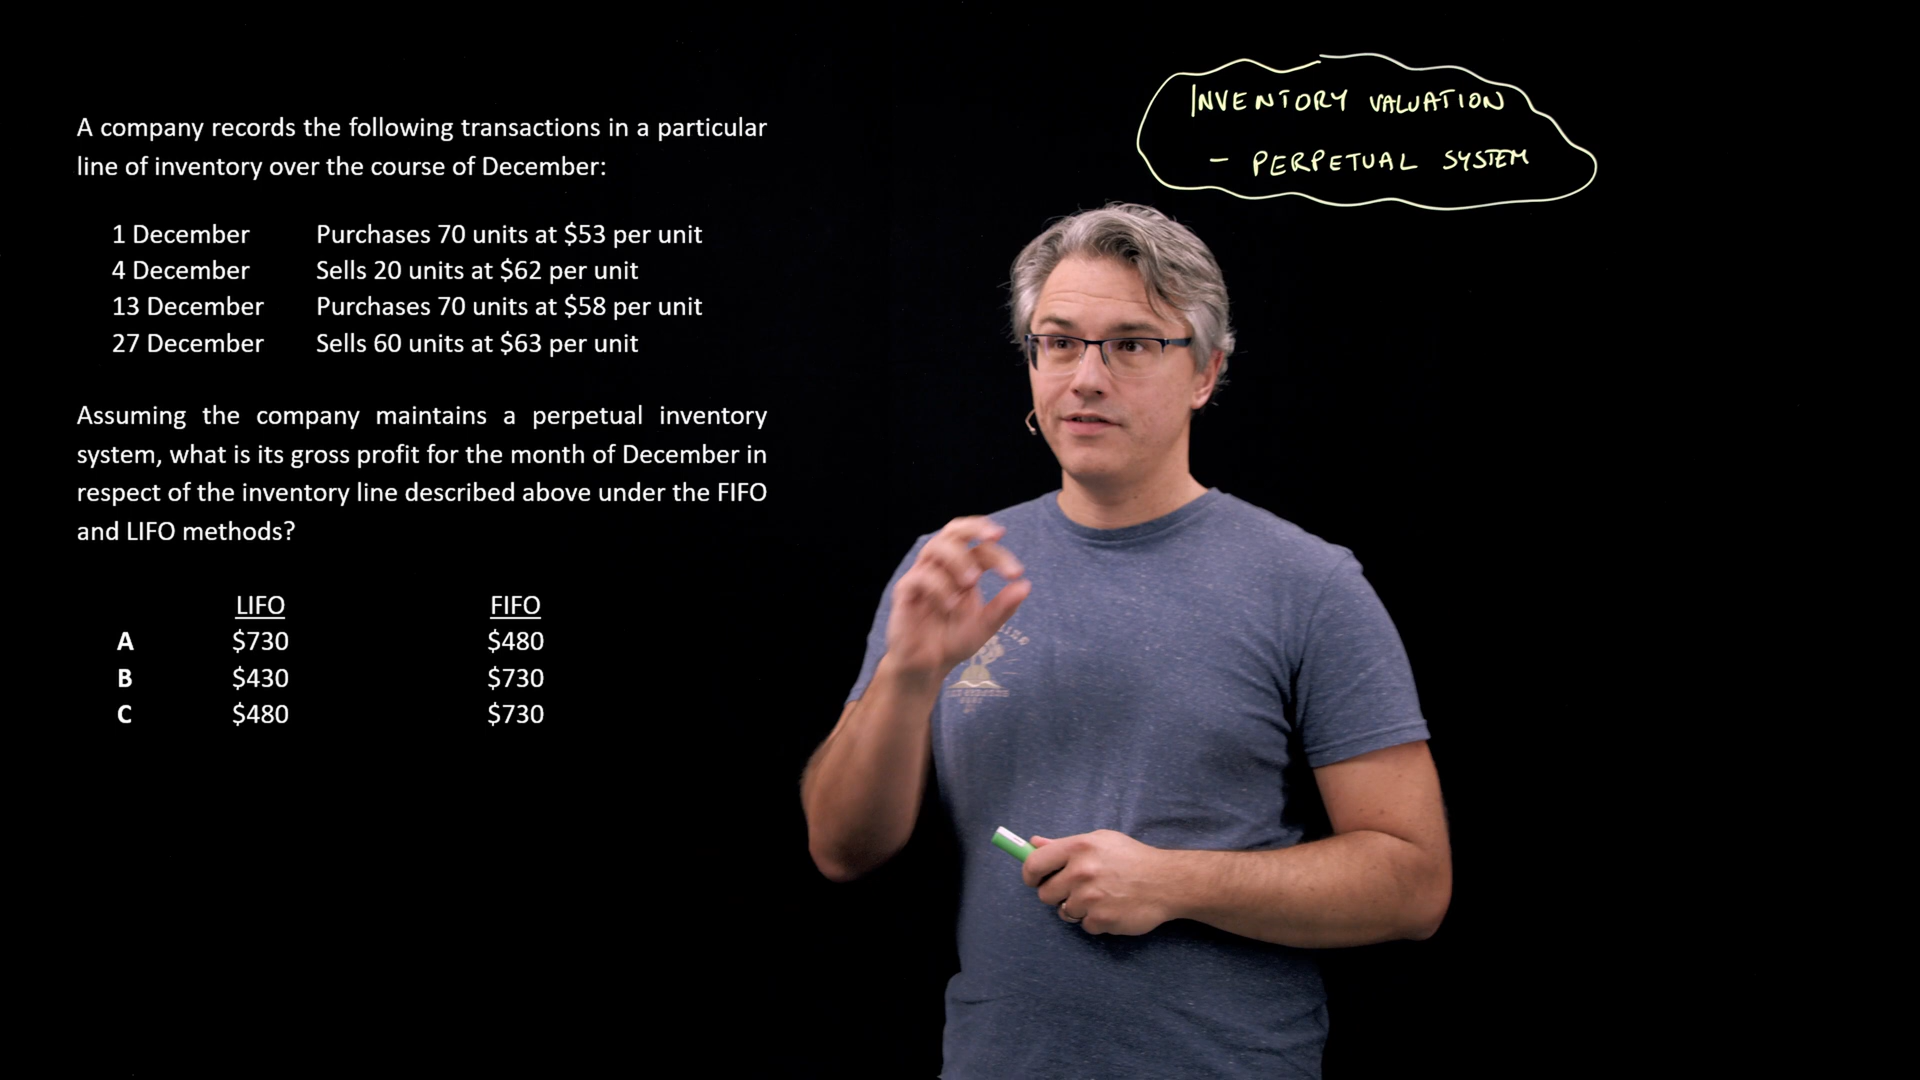 A company records the following transactions in a particular
line of inventory over the course of December:
1 December Purchases 70 units at $53 per unit
4 December Sells 20 units at $62 per unit
13 December Purchases 70 units at $58 per unit
27 December Sells 60 units at $63 per unit
Assuming the company maintains a perpetual inventory
system, what is its gross profit for the month of December in
respect of the inventory line described above under the FIFO
and LIFO methods?
LIFO FIFO
A $730 $480
B $430 $730
C $480 $730
INVENTORY VALUATION
- PERPETUAL SYSTEM